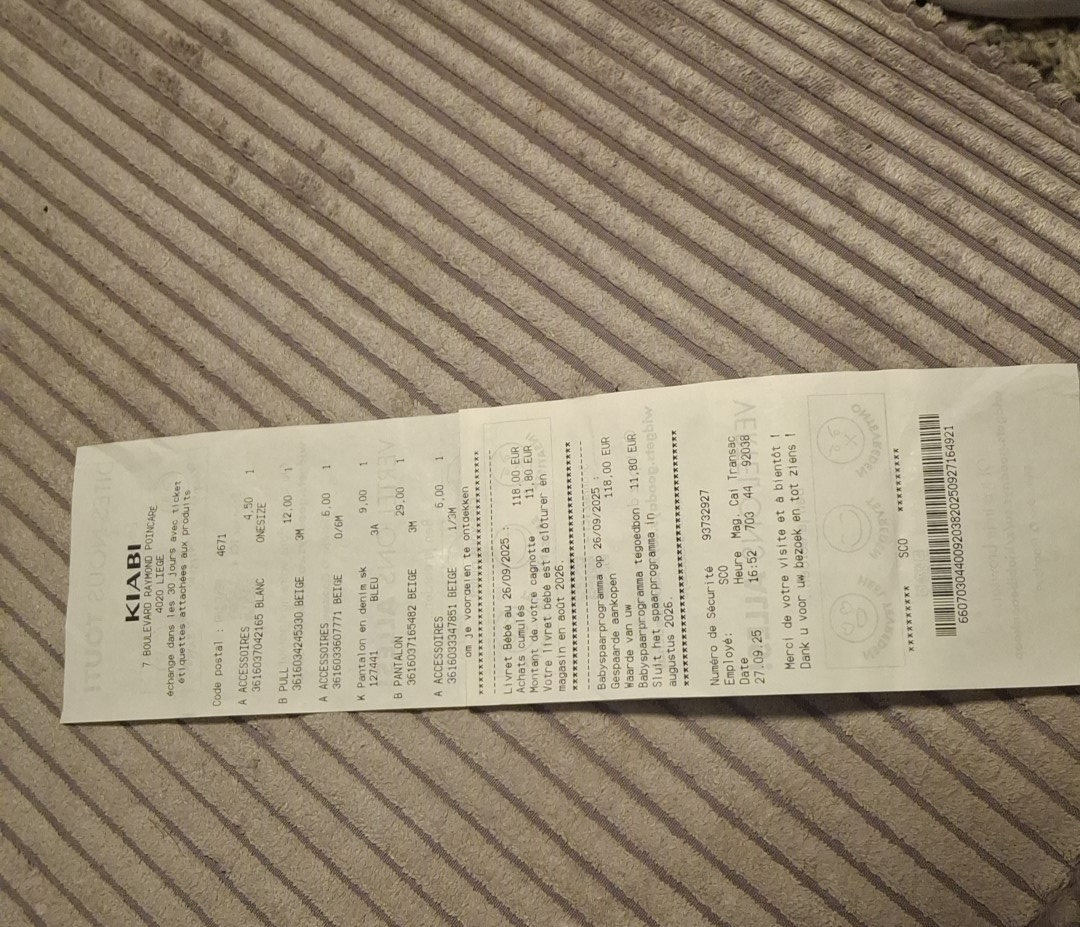 KIABI
7 BOULEVARD RAYMOND POINCARE
4020 LIEGE
échange dans les 30 jours avec ticket
étiquettes attachées aux produits
Code postal : 4671
A ACCESSOIRES 4,50 1
3616037042165 BLANC ONESIZE
B PULL 12,00 1
3616034245330 BEIGE 3M
A ACCESSOIRES 6,00 1
3616033607771 BEIGE 0/6M
K Pantalon en denim sk 9,00 1
127441 BLEU 3A
B PANTALON 29,00 1
3616037165482 BEIGE 3M
A ACCESSOIRES 6,00 1
3616033347851 BEIGE 1/3M
om je voordelen te ontdekken
Livret Bébé au 26/09/2025 :
Achats cumulés 118,00 EUR
Montant de votre cagnotte 11,80 EUR
Votre livret bébé est à clôturer en
magasin en août 2026.
Babyspaarprogramma op 26/09/2025 :
Gespaarde aankopen 118,00 EUR
Waarde van uw
Babyspaarprogramma tegoedbon 11,80 EUR
Sluit het spaarprogramma in
augustus 2026.
Numéro de Sécurité 93732927
Employé: SCO
Date Heure Mag. Cai Transac
27.09.25 16:52 703 44 92038
Merci de votre visite et à bientôt !
Dank u voor uw bezoek en tot ziens !
********* SCO *********
660703044009203820250927164921